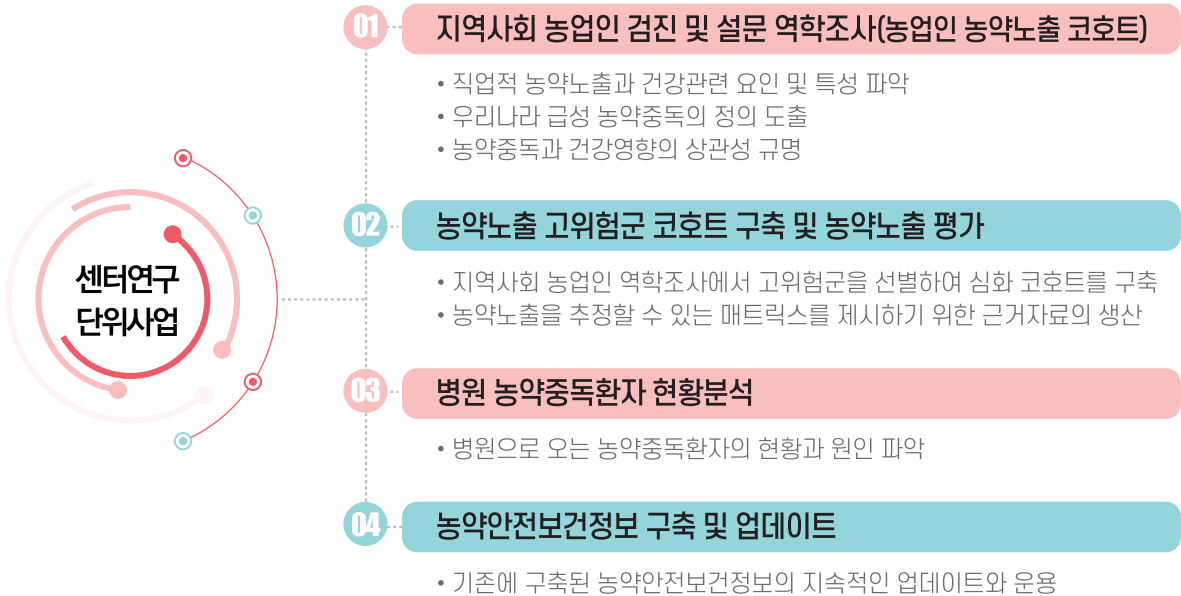 센터연구
단위사업
01
지역사회 농업인 검진 및 설문 역학조사(농업인 농약노출 코호트)
• 직업적 농약노출과 건강관련 요인 및 특성 파악
• 우리나라 급성 농약중독의 정의 도출
• 농약중독과 건강영향의 상관성 규명
02
농약노출 고위험군 코호트 구축 및 농약노출 평가
• 지역사회 농업인 역학조사에서 고위험군을 선별하여 심화 코호트를 구축
• 농약노출을 추정할 수 있는 매트릭스를 제시하기 위한 근거자료의 생산
03
병원 농약중독환자 현황분석
• 병원으로 오는 농약중독환자의 현황과 원인 파악
04
농약안전보건정보 구축 및 업데이트
• 기존에 구축된 농약안전보건정보의 지속적인 업데이트와 운용